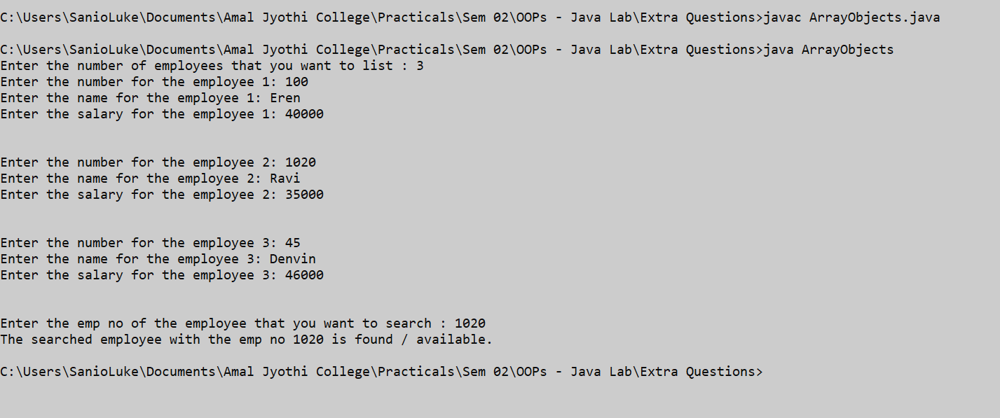 C:\Users\SanioLuke\Documents\Amal Jyothi College\Practicals\Sem 02\OOPs - Java Lab\Extra Questions>javac ArrayObjects.java
C:\Users\SanioLuke\Documents\Amal Jyothi College\Practicals\Sem 02\OOPs - Java Lab\Extra Questions>java ArrayObjects
Enter the number of employees that you want to list : 3
Enter the number for the employee 1: 100
Enter the name for the employee 1: Eren
Enter the salary for the employee 1: 40000
Enter the number for the employee 2: 1020
Enter the name for the employee 2: Ravi
Enter the salary for the employee 2: 35000
Enter the number for the employee 3: 45
Enter the name for the employee 3: Denvin
Enter the salary for the employee 3: 46000
Enter the emp no of the employee that you want to search : 1020
The searched employee with the emp no 1020 is found / available.
C:\Users\SanioLuke\Documents\Amal Jyothi College\Practicals\Sem 02\OOPs - Java Lab\Extra Questions>